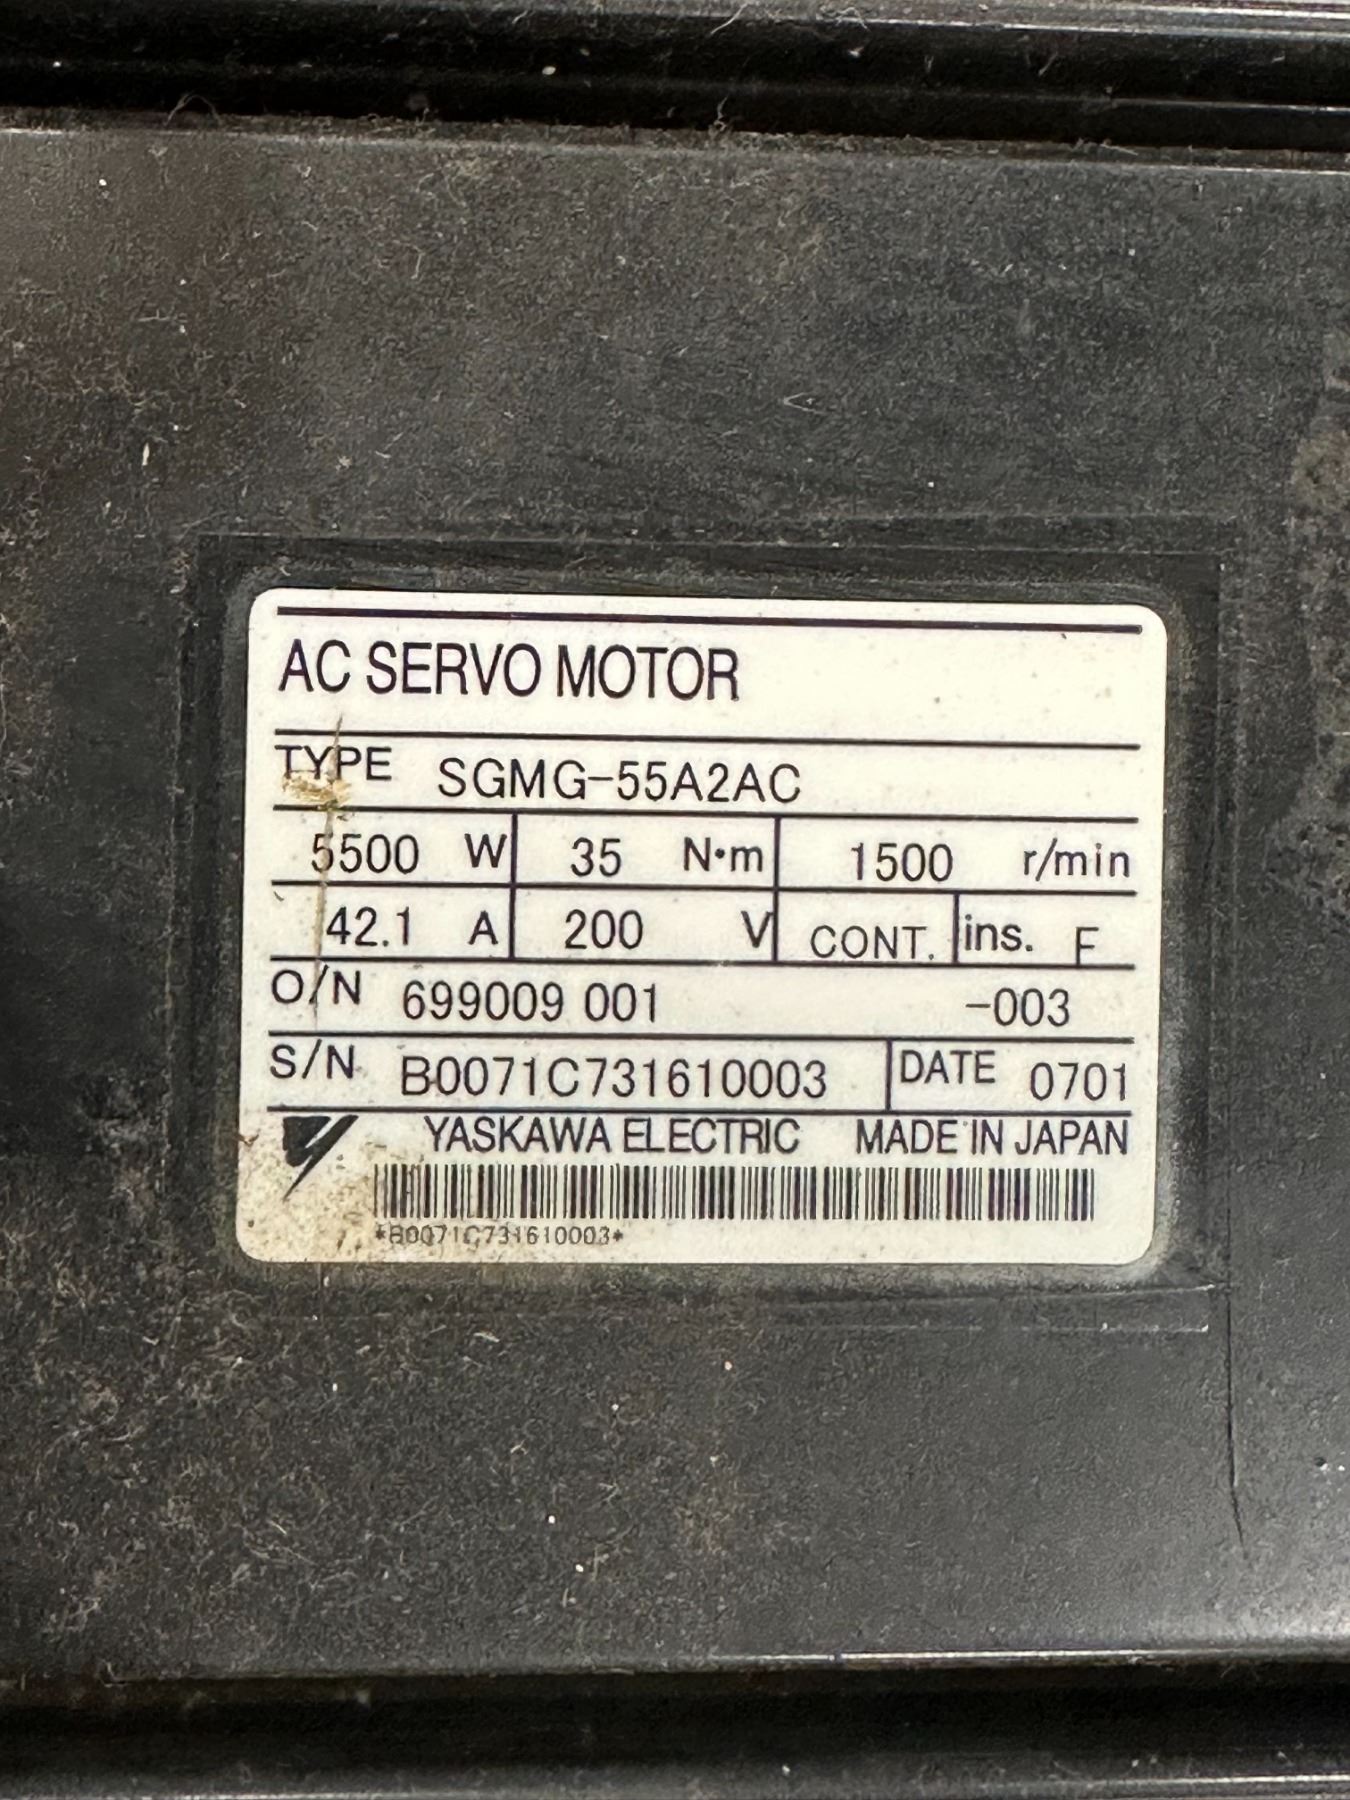 AC SERVO MOTOR
TYPE SGMG-55A2AC
5500 W 35 N·m 1500 r/min
42.1 A 200 V CONT. ins. F
O/N 699009 001 -003
S/N B0071C731610003 DATE 0701
YASKAWA ELECTRIC MADE IN JAPAN
*B0071C731610003*